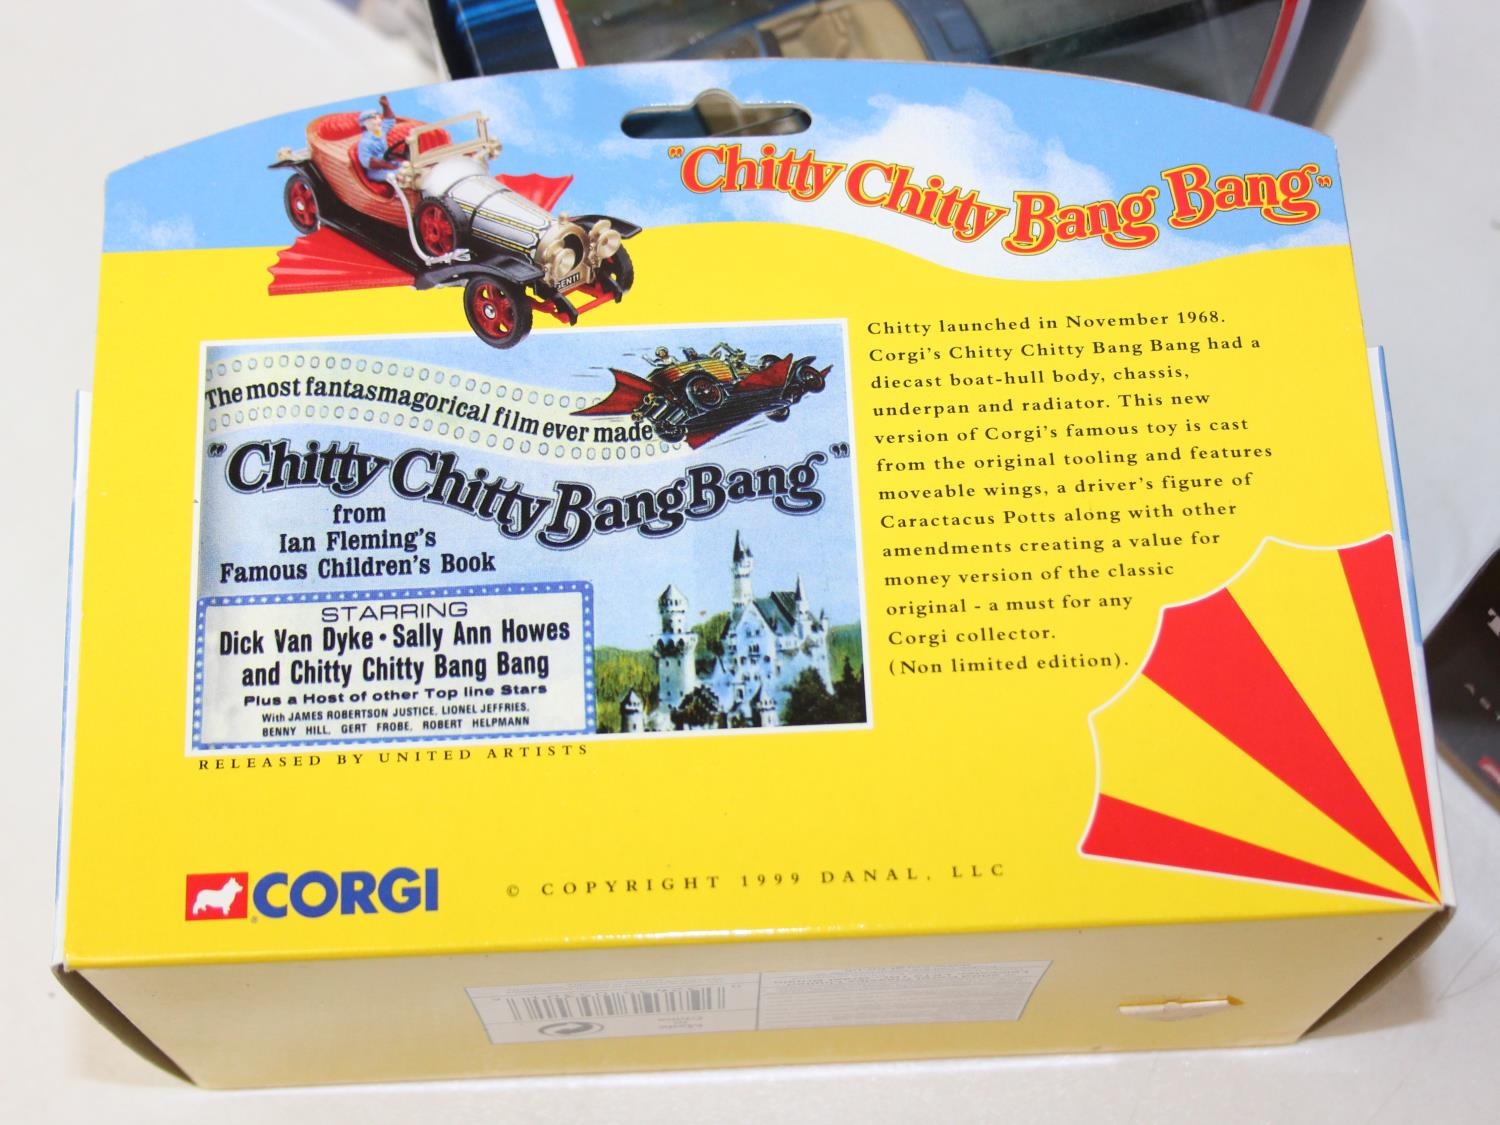 "Chitty Chitty Bang Bang"
GEN11
The most fantasmagorical film ever made
"Chitty Chitty Bang Bang"
from
Ian Fleming's
Famous Children's Book
STARRING
Dick Van Dyke • Sally Ann Howes
and Chitty Chitty Bang Bang
Plus a Host of other Top line Stars
With JAMES ROBERTSON JUSTICE, LIONEL JEFFRIES,
BENNY HILL, GERT FROBE, ROBERT HELPMANN
RELEASED BY UNITED ARTISTS
Chitty launched in November 1968.
Corgi's Chitty Chitty Bang Bang had a
diecast boat-hull body, chassis,
underpan and radiator. This new
version of Corgi's famous toy is cast
from the original tooling and features
moveable wings, a driver's figure of
Caractacus Potts along with other
amendments creating a value for
money version of the classic
original - a must for any
Corgi collector.
(Non limited edition).
CORGI
© COPYRIGHT 1999 DANAL, LLC